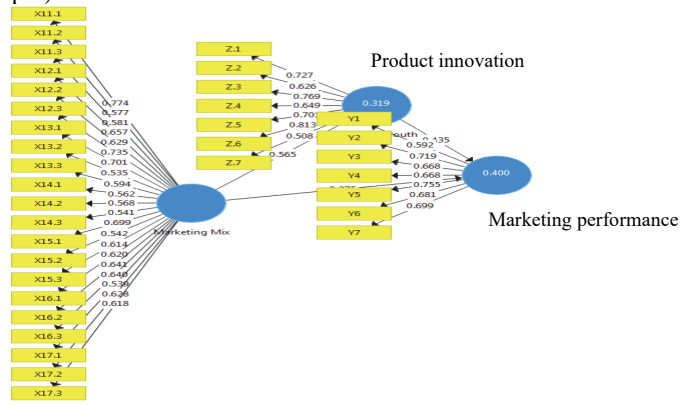 X11.1
X11.2
X11.3
X12.1
X12.2
X12.3
X13.1
X13.2
X13.3
X14.1
X14.2
X14.3
X15.1
X15.2
X15.3
X16.1
X16.2
X16.3
X17.1
X17.2
X17.3
0.774
0.577
0.581
0.657
0.629
0.735
0.701
0.535
0.594
0.562
0.568
0.541
0.699
0.542
0.614
0.620
0.641
0.640
0.539
0.628
0.618
Marketing Mix
Z.1
Z.2
Z.3
Z.4
Z.5
Z.6
Z.7
0.727
0.626
0.769
0.649
0.813
0.508
0.565
Product innovation
0.319
Y1
Y2
Y3
Y4
Y5
Y6
Y7
0.592
0.719
0.668
0.668
0.755
0.681
0.699
0.400
Marketing performance